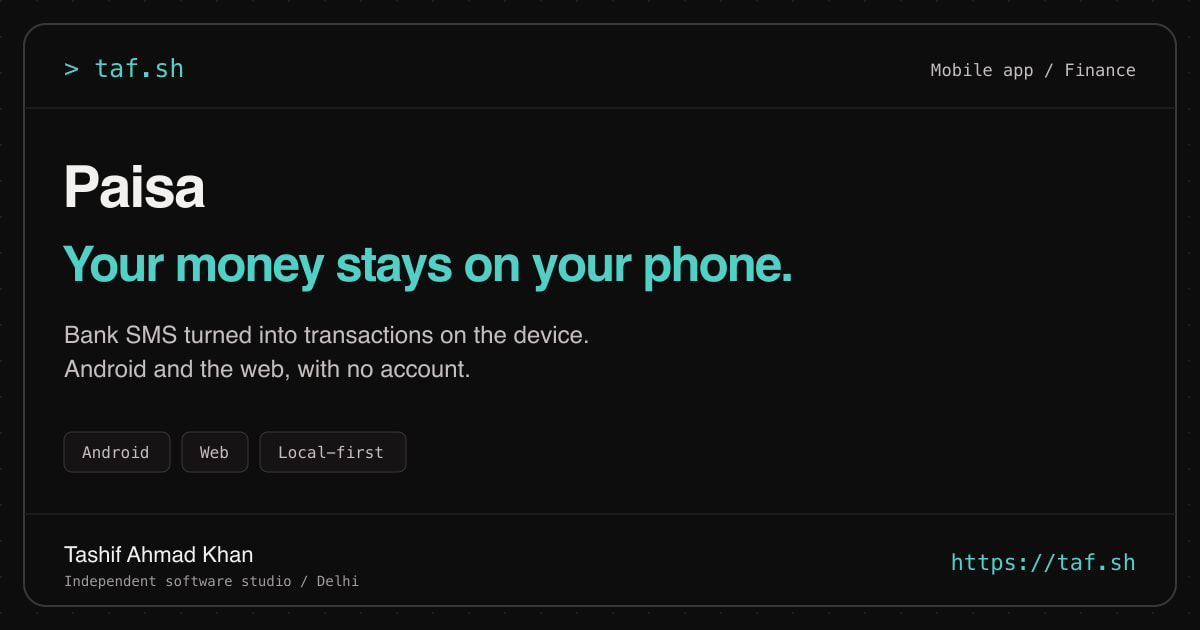 > taf.sh
Mobile app / Finance
Paisa
Your money stays on your phone.
Bank SMS turned into transactions on the device.
Android and the web, with no account.
Android
Web
Local-first
Tashif Ahmad Khan
Independent software studio / Delhi
https://taf.sh